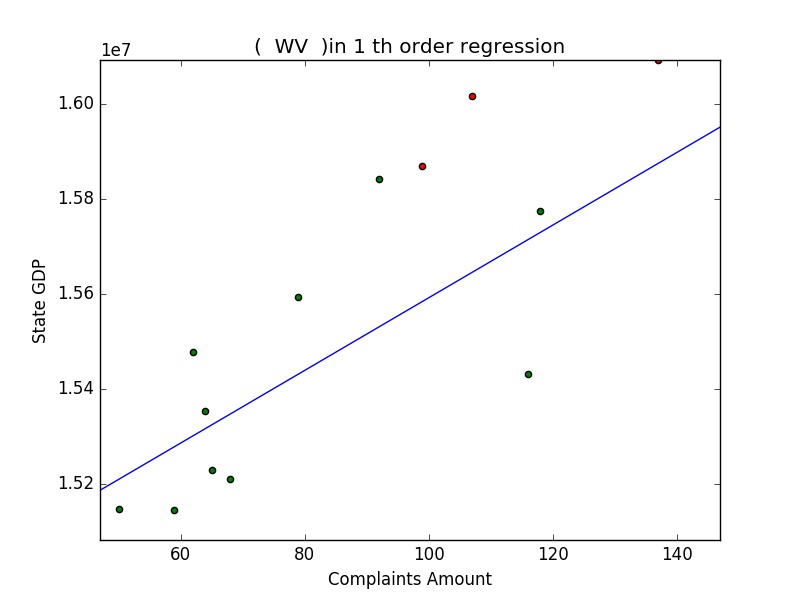 (  WV  )in 1 th order regression
1e7
1.60
1.58
1.56
1.54
1.52
State GDP
60 80 100 120 140
Complaints Amount